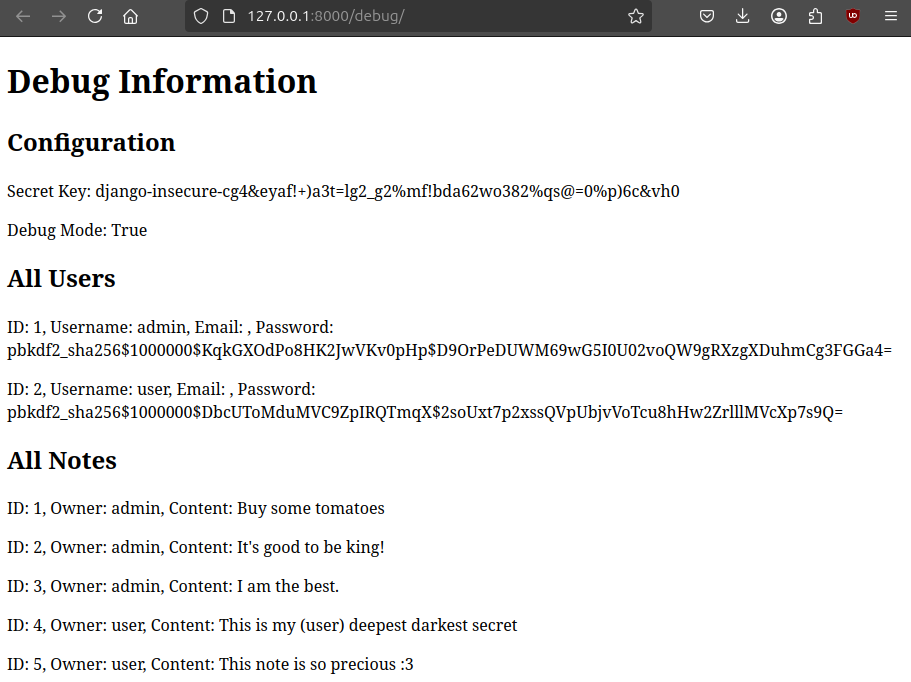 127.0.0.1:8000/debug/
Debug Information
Configuration
Secret Key: django-insecure-cg4&eyaf!+)a3t=lg2_g2%mf!bda62wo382%qs@=0%p)6c&vh0
Debug Mode: True
All Users
ID: 1, Username: admin, Email: , Password:
pbkdf2_sha256$1000000$KqkGXOdPo8HK2JwVKv0pHp$D9OrPeDUWM69wG5I0U02voQW9gRXzgXDuhmCg3FGGa4=
ID: 2, Username: user, Email: , Password:
pbkdf2_sha256$1000000$DbcUToMduMVC9ZpIRQTmqX$2soUxt7p2xssQVpUbjvVoTcu8hHw2ZrlllMVcXp7s9Q=
All Notes
ID: 1, Owner: admin, Content: Buy some tomatoes
ID: 2, Owner: admin, Content: It's good to be king!
ID: 3, Owner: admin, Content: I am the best.
ID: 4, Owner: user, Content: This is my (user) deepest darkest secret
ID: 5, Owner: user, Content: This note is so precious :3